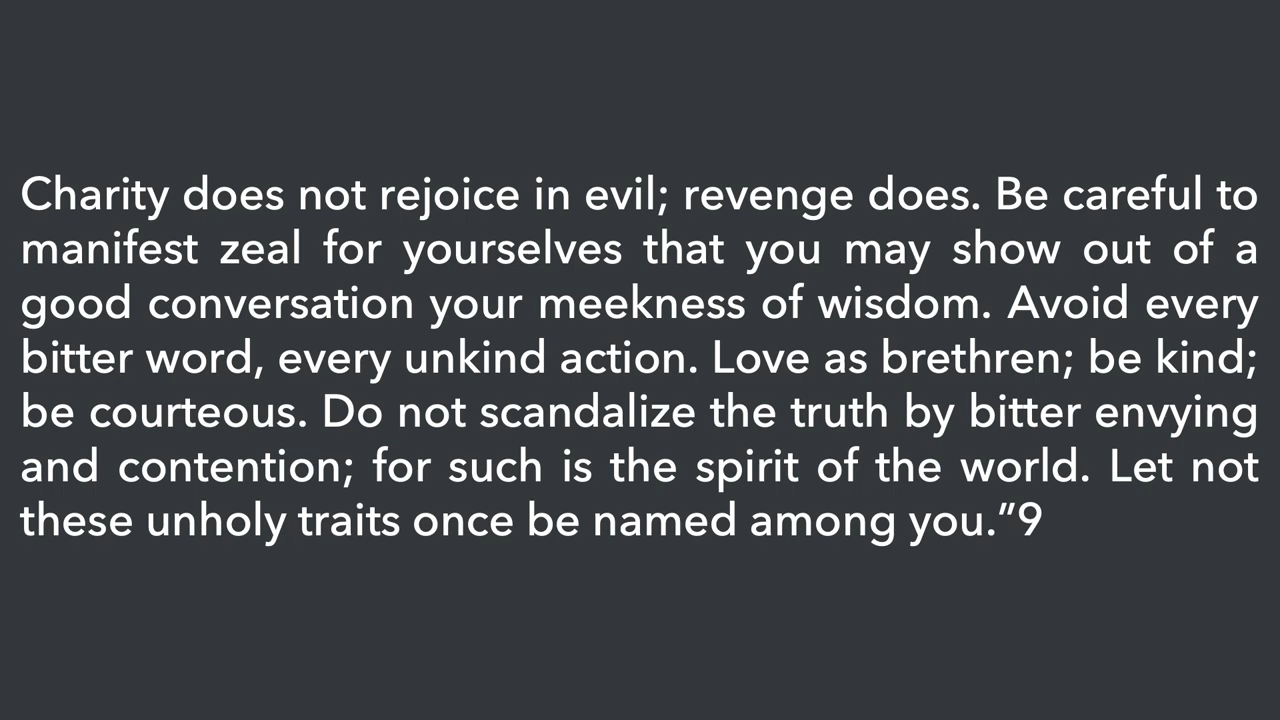 Charity does not rejoice in evil; revenge does. Be careful to
manifest zeal for yourselves that you may show out of a
good conversation your meekness of wisdom. Avoid every
bitter word, every unkind action. Love as brethren; be kind;
be courteous. Do not scandalize the truth by bitter envying
and contention; for such is the spirit of the world. Let not
these unholy traits once be named among you.”9